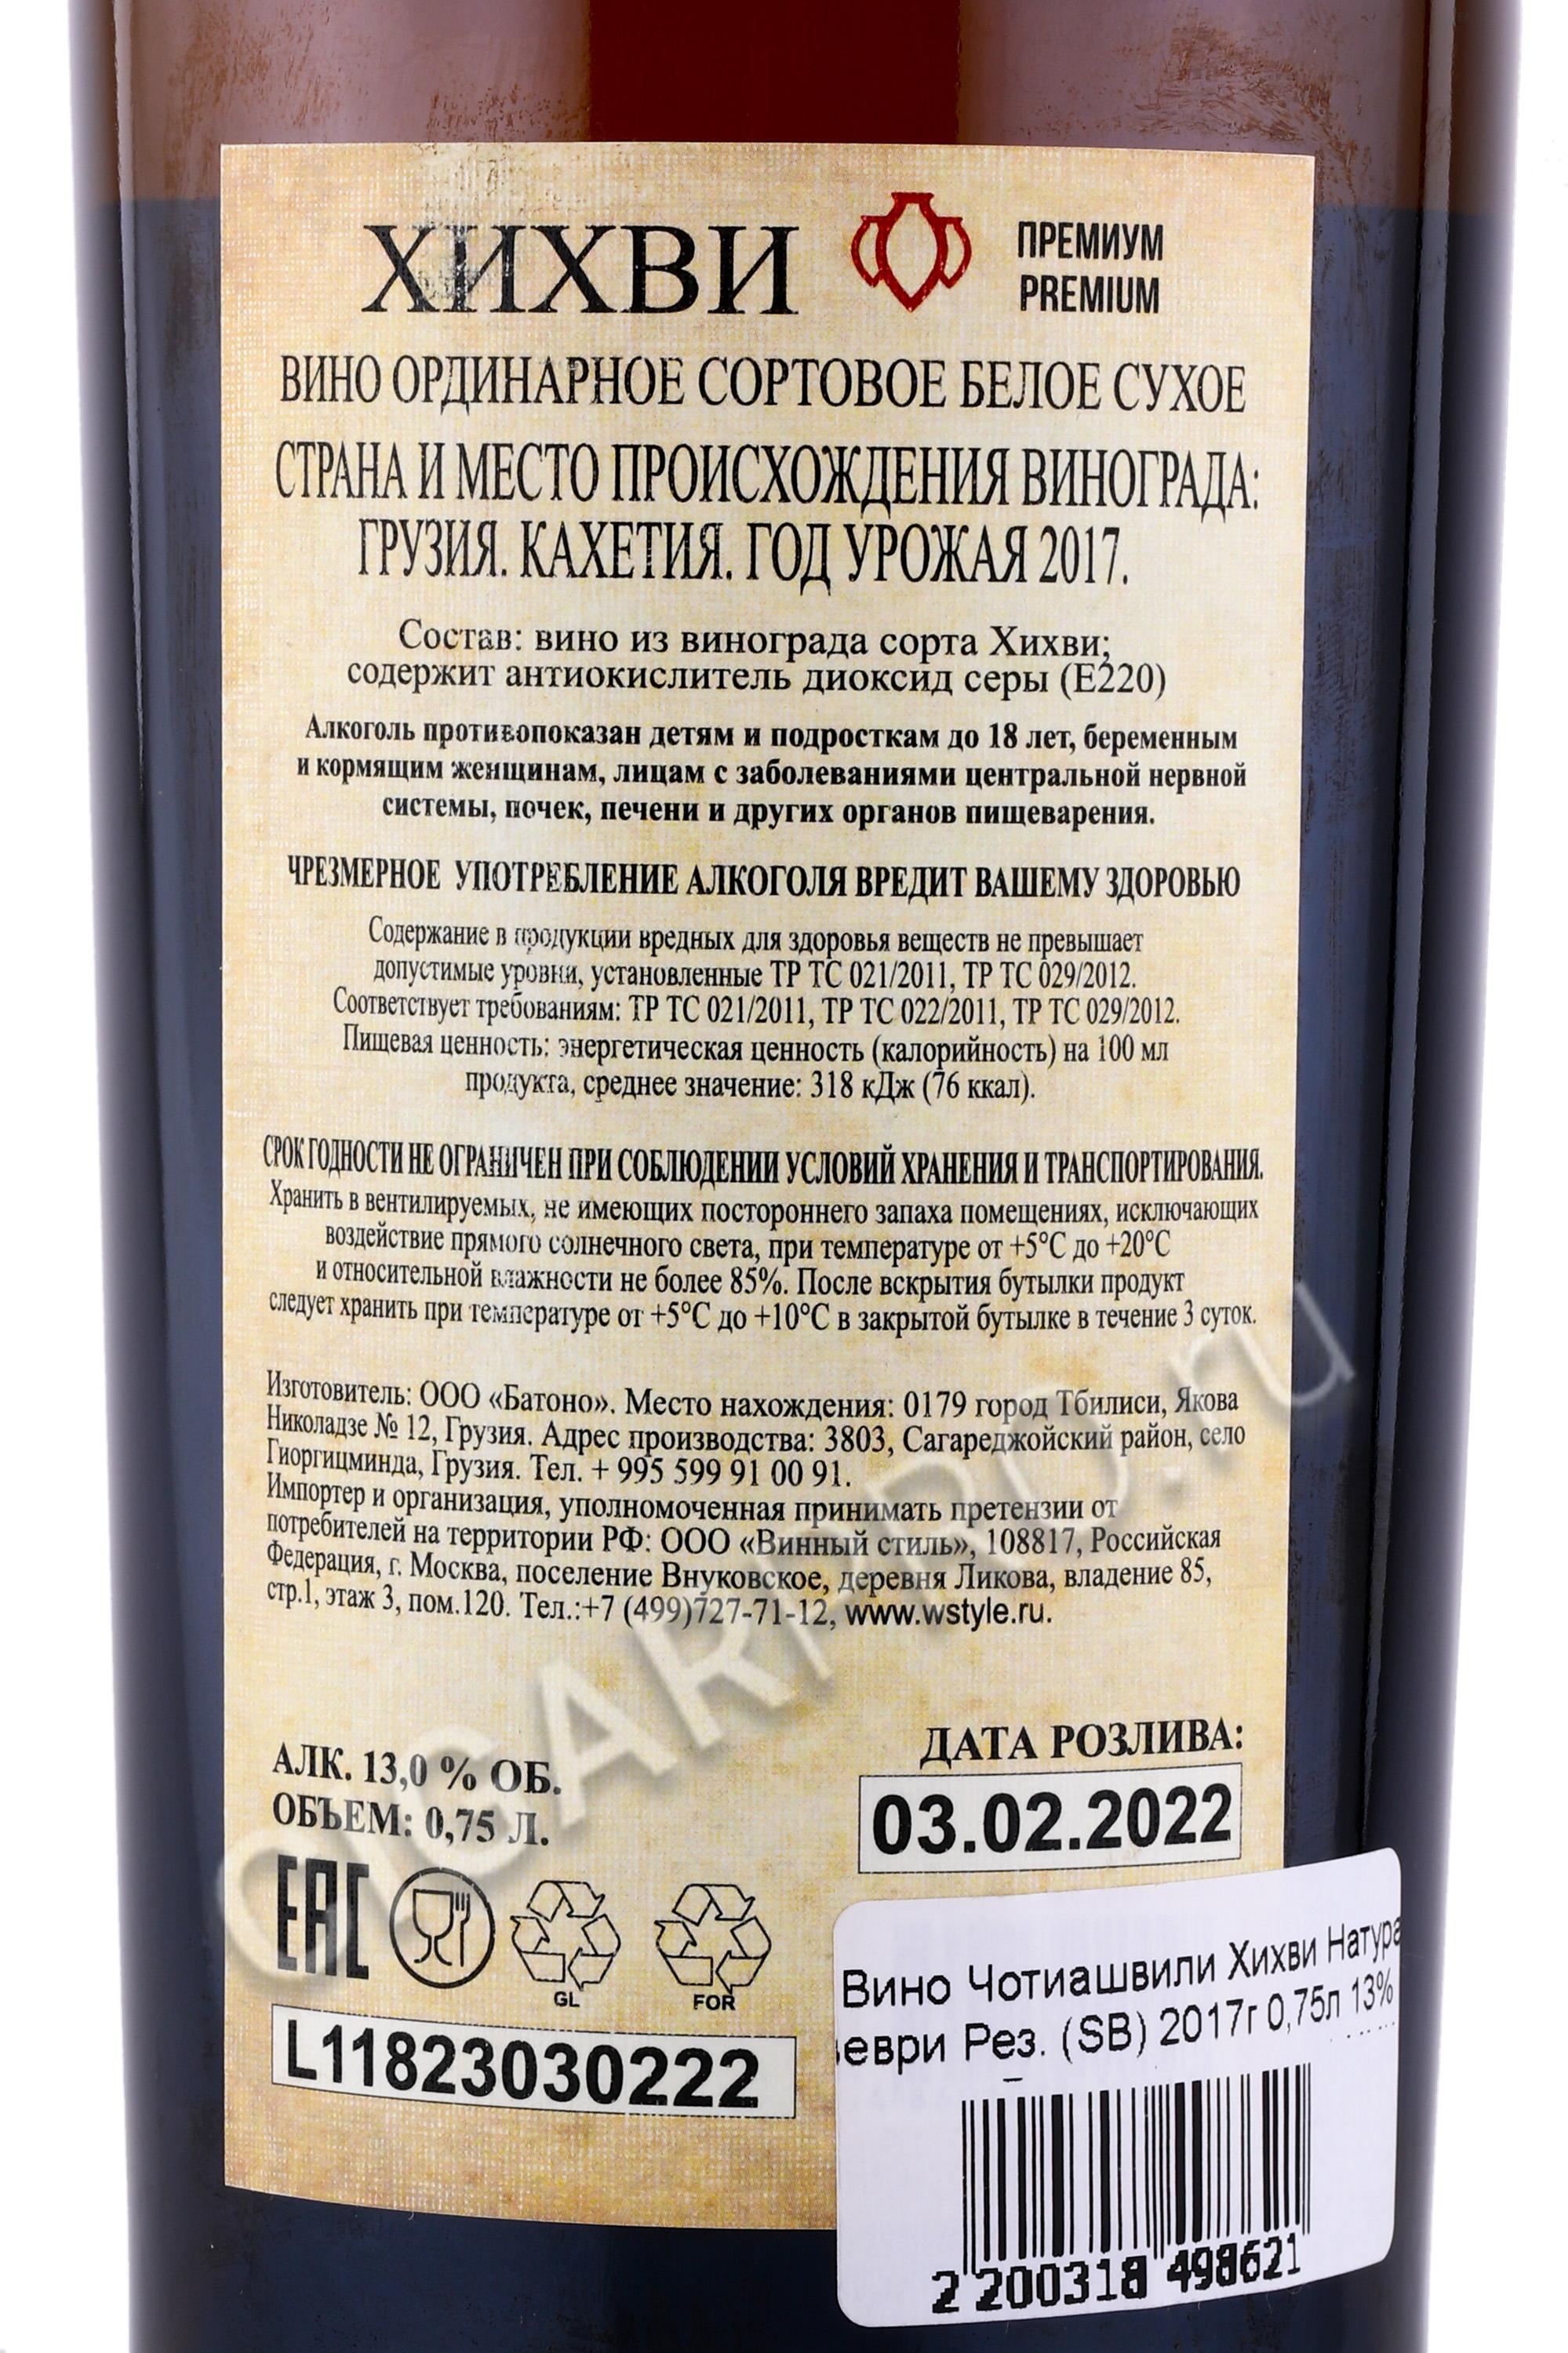 ХИХВИ
ПРЕМИУМ
PREMIUM
ВИНО ОРДИНАРНОЕ СОРТОВОЕ БЕЛОЕ СУХОЕ
СТРАНА И МЕСТО ПРОИСХОЖДЕНИЯ ВИНОГРАДА:
ГРУЗИЯ. КАХЕТИЯ. ГОД УРОЖАЯ 2017.
Состав: вино из винограда сорта Хихви;
содержит антиокислитель диоксид серы (Е220)
Алкоголь противопоказан детям и подросткам до 18 лет, беременным
и кормящим женщинам, лицам с заболеваниями центральной нервной
системы, почек, печени и других органов пищеварения.
ЧРЕЗМЕРНОЕ УПОТРЕБЛЕНИЕ АЛКОГОЛЯ ВРЕДИТ ВАШЕМУ ЗДОРОВЬЮ
Содержание в продукции вредных для здоровья веществ не превышает
допустимые уровни, установленные ТР ТС 021/2011, ТР ТС 029/2012.
Соответствует требованиям: ТР ТС 021/2011, ТР ТС 022/2011, ТР ТС 029/2012.
Пищевая ценность: энергетическая ценность (калорийность) на 100 мл
продукта, среднее значение: 318 кДж (76 ккал).
СРОК ГОДНОСТИ НЕ ОГРАНИЧЕН ПРИ СОБЛЮДЕНИИ УСЛОВИЙ ХРАНЕНИЯ И ТРАНСПОРТИРОВАНИЯ.
Хранить в вентилируемых, не имеющих постороннего запаха помещениях, исключающих
воздействие прямого солнечного света, при температуре от +5°С до +20°С
и относительной влажности не более 85%. После вскрытия бутылки продукт
следует хранить при температуре от +5°С до +10°С в закрытой бутылке в течение 3 суток.
Изготовитель: ООО «Батоно». Место нахождения: 0179 город Тбилиси, Якова
Николадзе № 12, Грузия. Адрес производства: 3803, Сагареджойский район, село
Гиоргицминда, Грузия. Тел. + 995 599 91 00 91.
Импортер и организация, уполномоченная принимать претензии от
потребителей на территории РФ: ООО «Винный стиль», 108817, Российская
Федерация, г. Москва, поселение Внуковское, деревня Ликова, владение 85,
стр.1, этаж 3, пом.120. Тел.:+7 (499)727-71-12, www.wstyle.ru.
АЛК. 13,0 % ОБ.
ОБЪЕМ: 0,75 Л.
ДАТА РОЗЛИВА:
03.02.2022
EAC
GL
FOR
L11823030222
Вино Чотиашвили Хихви Натура
еври Рез. (SB) 2017г 0,75л 13%
2 200318 498621
CIGARPRO.ru